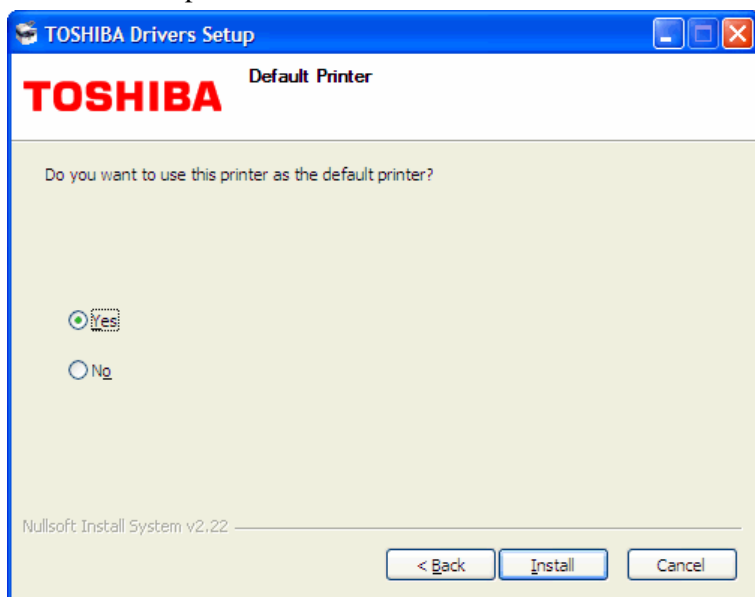 TOSHIBA Drivers Setup
Default Printer
TOSHIBA
Do you want to use this printer as the default printer?
Yes
No
Nullsoft Install System v2.22
< Back Install Cancel